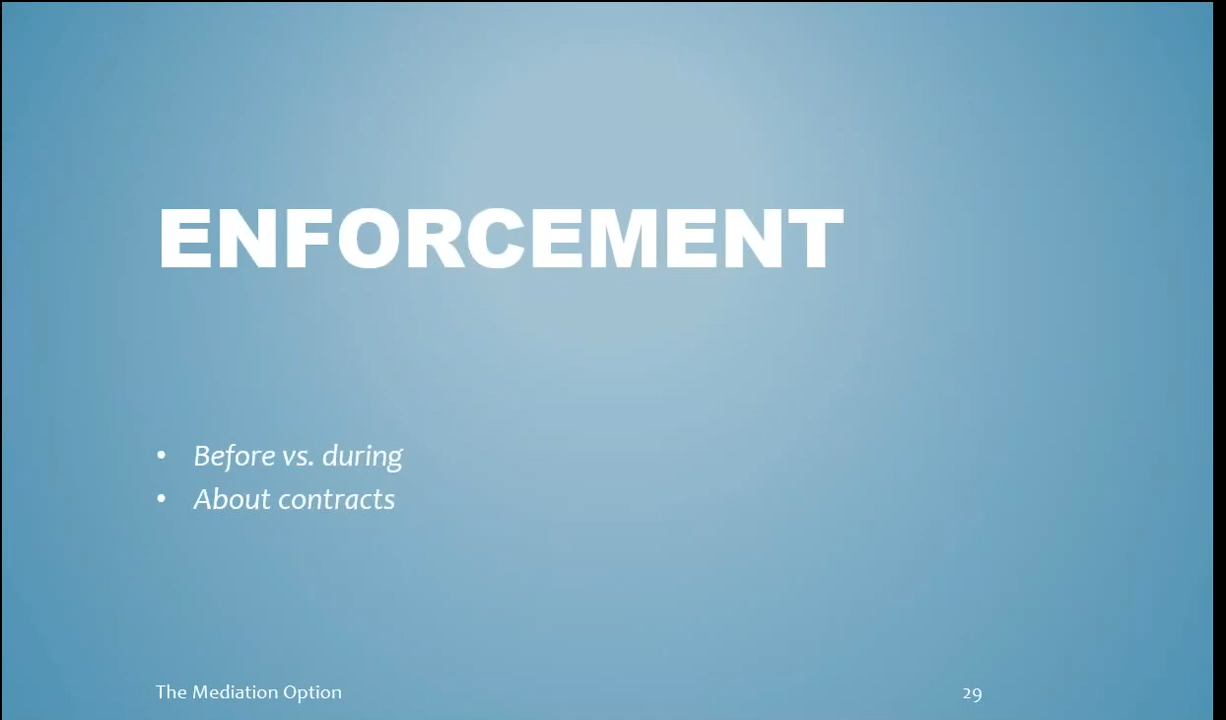 ENFORCEMENT
• Before vs. during
• About contracts
The Mediation Option
29